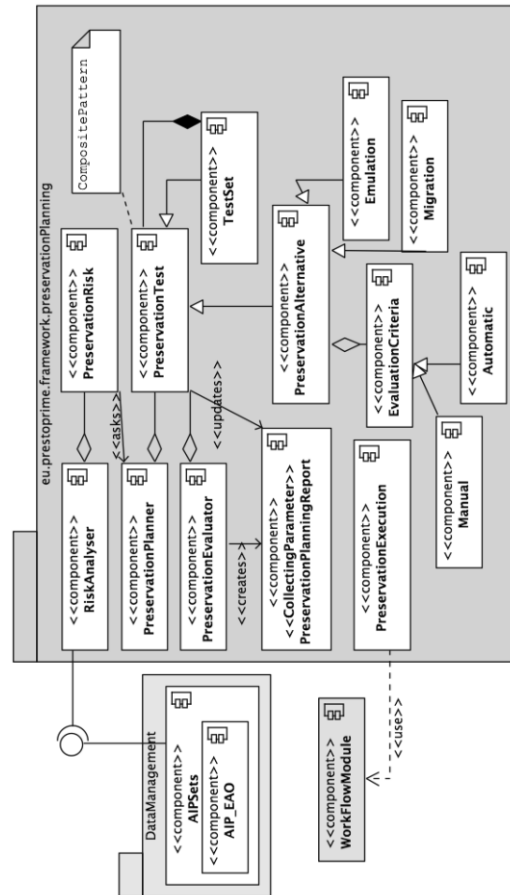 eu.prestoprime.framework.preservationPlanning
<<component>>
RiskAnalyser
<<component>>
PreservationRisk
CompositePattern
<<asks>>
<<component>>
PreservationPlanner
<<component>>
PreservationTest
<<component>>
TestSet
<<component>>
PreservationEvaluator
<<updates>>
<<creates>>
<<component>>
<<CollectingParameter>>
PreservationPlanningReport
<<component>>
PreservationAlternative
<<component>>
Emulation
<<component>>
Migration
<<component>>
EvaluationCriteria
<<component>>
PreservationExecution
<<component>>
Manual
<<component>>
Automatic
DataManagement
<<component>>
AIPSets
<<component>>
AIP_EAO
<<component>>
WorkFlowModule
<<use>>